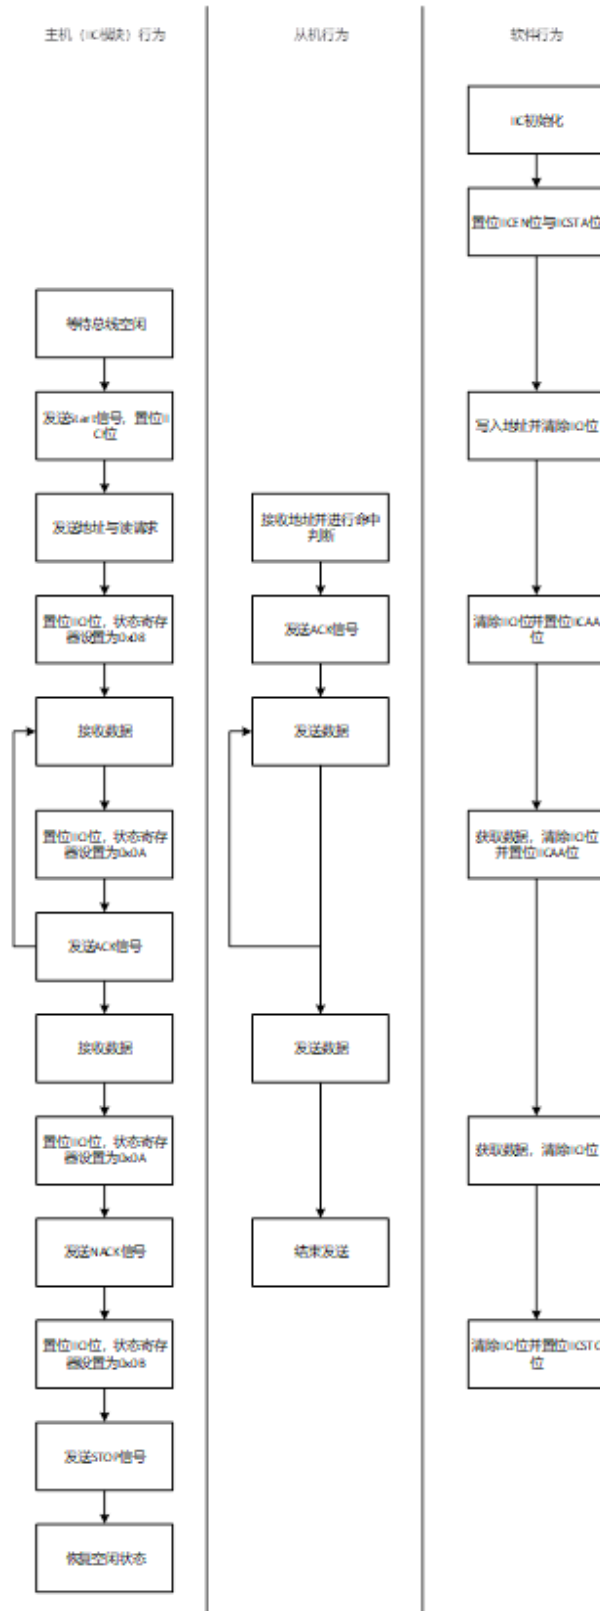 主机（IIC模块）行为
从机行为
软件行为
IIC初始化
置位IICEN位与IICSTA位
等待总线空闲
发送Start信号，置位II
CI位
写入地址并清除IICI位
发送地址与读请求
接收地址并进行命中
判断
置位IICI位，状态寄存
器设置为0x08
发送ACK信号
清除IICI位并置位IICAA
位
接收数据
发送数据
置位IICI位，状态寄存
器设置为0x0A
获取数据，清除IICI位
并置位IICAA位
发送ACK信号
接收数据
发送数据
置位IICI位，状态寄存
器设置为0x0A
获取数据，清除IICI位
发送NACK信号
结束发送
置位IICI位，状态寄存
器设置为0x0B
清除IICI位并置位IICSTO
位
发送STOP信号
恢复空闲状态